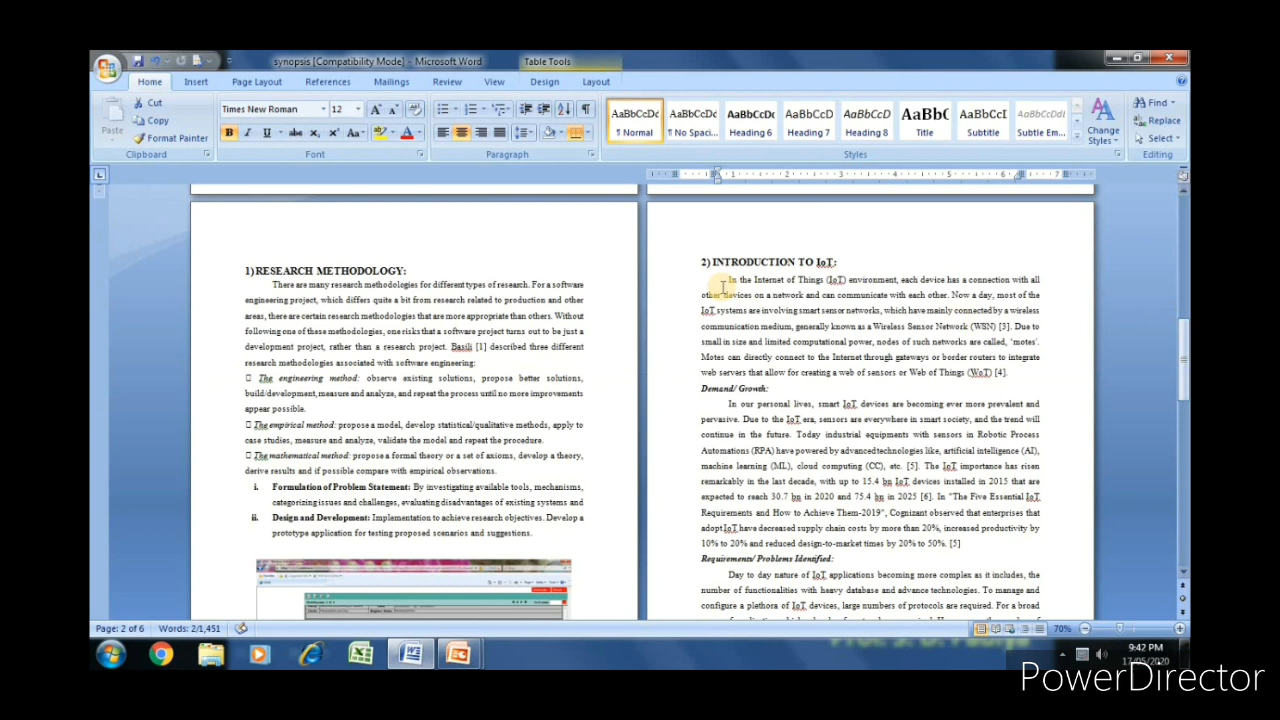 synopsis [Compatibility Mode] - Microsoft Word
Table Tools
Home Insert Page Layout References Mailings Review View Design Layout
Paste
Cut
Copy
Format Painter
Clipboard
Times New Roman 12
Font
Paragraph
AaBbCcDc AaBbCcDc AaBbCcDc AaBbCcD AaBbCcD AaBb( AaBbCcI AaBbCcDd
¶ Normal ¶ No Spaci... Heading 6 Heading 7 Heading 8 Title Subtitle Subtle Em...
Change Styles
Styles
Find
Replace
Select
Editing
1) RESEARCH METHODOLOGY:
There are many research methodologies for different types of research. For a software
engineering project, which differs quite a bit from research related to production and other
areas, there are certain research methodologies that are more appropriate than others. Without
following one of these methodologies, one risks that a software project turns out to be just a
development project, rather than a research project. Basili [1] described three different
research methodologies associated with software engineering:
The engineering method: observe existing solutions, propose better solutions,
build/development, measure and analyze, and repeat the process until no more improvements
appear possible.
The empirical method: propose a model, develop statistical/qualitative methods, apply to
case studies, measure and analyze, validate the model and repeat the procedure.
The mathematical method: propose a formal theory or a set of axioms, develop a theory,
derive results and if possible compare with empirical observations.
i. Formulation of Problem Statement: By investigating available tools, mechanisms,
categorizing issues and challenges, evaluating disadvantages of existing systems and
ii. Design and Development: Implementation to achieve research objectives. Develop a
prototype application for testing proposed scenarios and suggestions.
2) INTRODUCTION TO IoT:
In the Internet of Things (IoT) environment, each device has a connection with all
other devices on a network and can communicate with each other. Now a day, most of the
IoT systems are involving smart sensor networks, which have mainly connected by a wireless
communication medium, generally known as a Wireless Sensor Network (WSN) [3]. Due to
small in size and limited computational power, nodes of such networks are called, 'motes'.
Motes can directly connect to the Internet through gateways or border routers to integrate
web servers that allow for creating a web of sensors or Web of Things (WoT) [4].
Demand/ Growth:
In our personal lives, smart IoT devices are becoming ever more prevalent and
pervasive. Due to the IoT era, sensors are everywhere in smart society, and the trend will
continue in the future. Today industrial equipments with sensors in Robotic Process
Automations (RPA) have powered by advanced technologies like, artificial intelligence (AI),
machine learning (ML), cloud computing (CC), etc. [5]. The IoT importance has risen
remarkably in the last decade, with up to 15.4 bn IoT devices installed in 2015 that are
expected to reach 30.7 bn in 2020 and 75.4 bn in 2025 [6]. In "The Five Essential IoT
Requirements and How to Achieve Them-2019", Cognizant observed that enterprises that
adopt IoT have decreased supply chain costs by more than 20%, increased productivity by
10% to 20% and reduced design-to-market times by 20% to 50%. [5]
Requirements/ Problems Identified:
Day to day nature of IoT applications becoming more complex as it includes, the
number of functionalities with heavy database and advance technologies. To manage and
configure a plethora of IoT devices, large numbers of protocols are required. For a broad
Page: 2 of 6 Words: 2/1,451
70%
9:42 PM
17/05/2020
PowerDirector